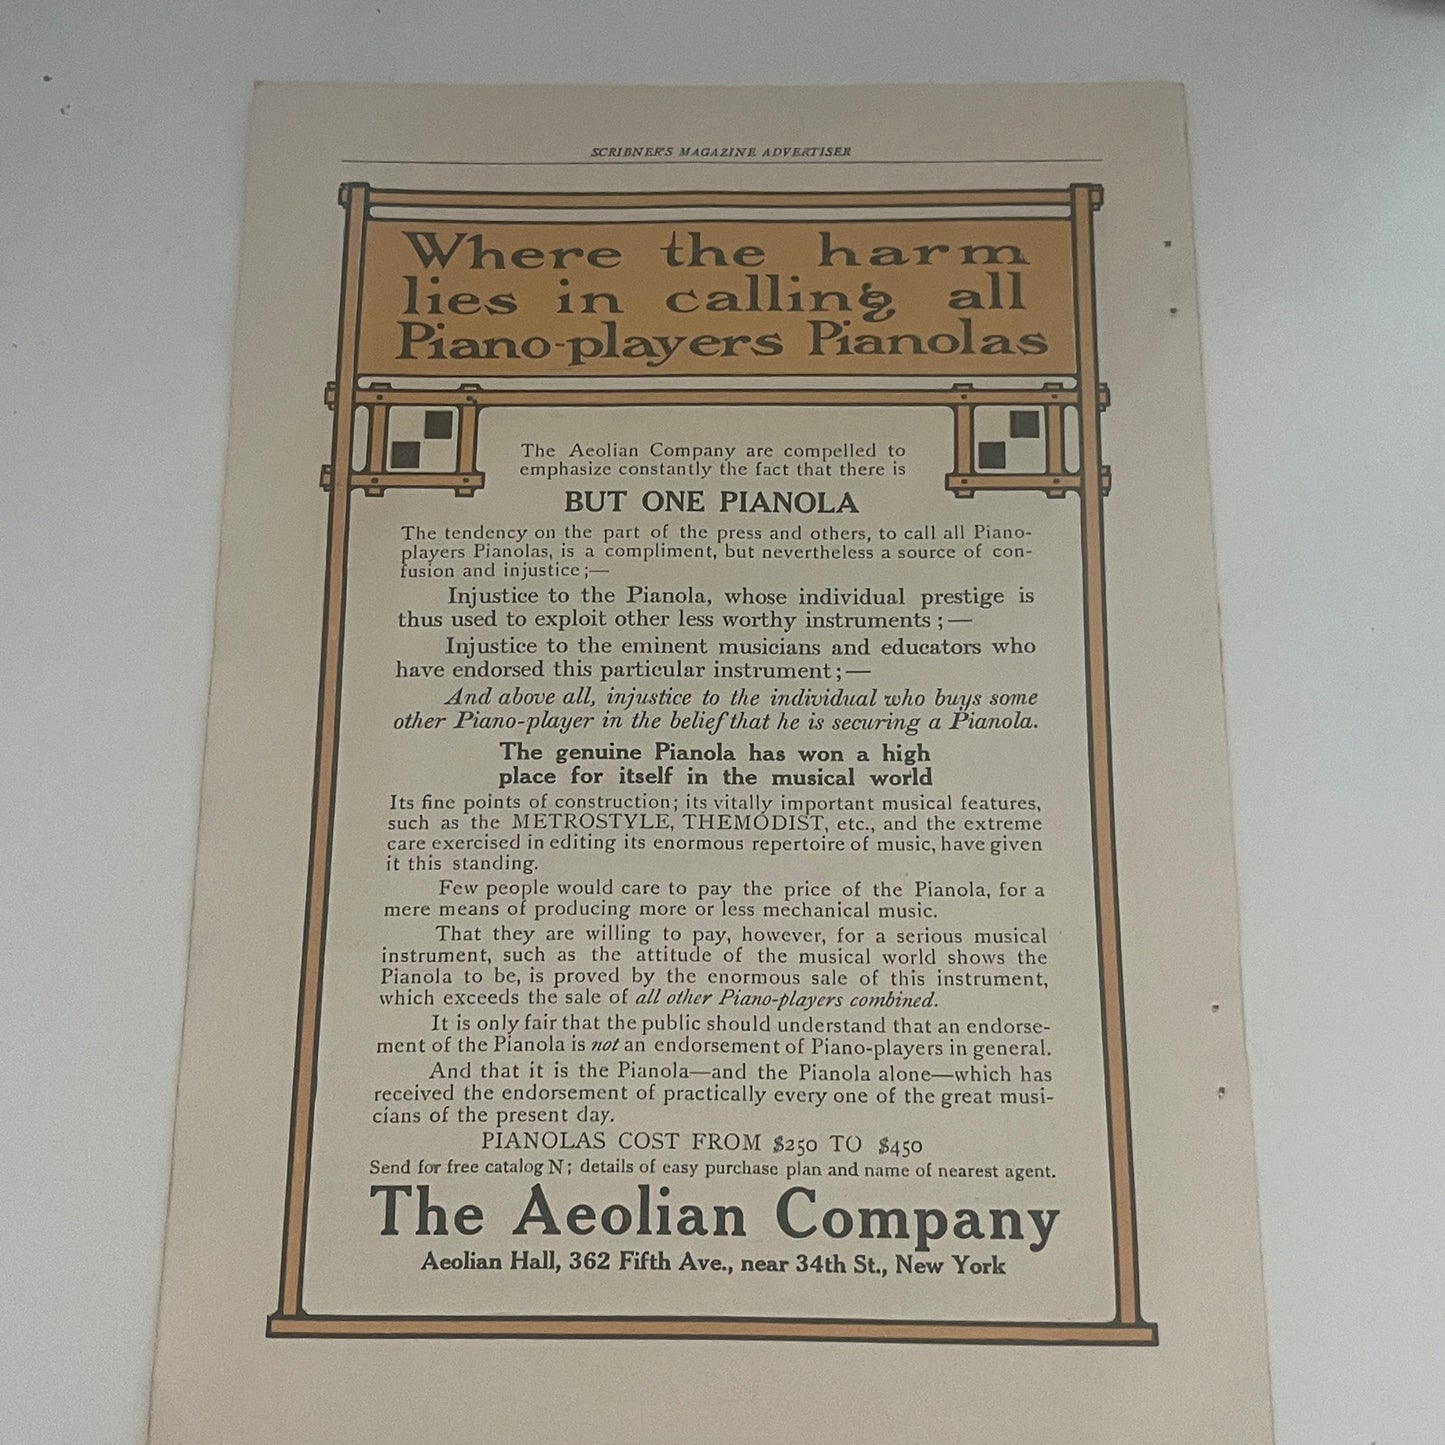 SCRIBNER'S MAGAZINE ADVERTISER
Where the harm
lies in calling all
Piano-players Pianolas
The Aeolian Company are compelled to
emphasize constantly the fact that there is
BUT ONE PIANOLA
The tendency on the part of the press and others, to call all Piano-
players Pianolas, is a compliment, but nevertheless a source of con-
fusion and injustice;—
Injustice to the Pianola, whose individual prestige is
thus used to exploit other less worthy instruments;—
Injustice to the eminent musicians and educators who
have endorsed this particular instrument;—
And above all, injustice to the individual who buys some
other Piano-player in the belief that he is securing a Pianola.
The genuine Pianola has won a high
place for itself in the musical world
Its fine points of construction; its vitally important musical features,
such as the METROSTYLE, THEMODIST, etc., and the extreme
care exercised in editing its enormous repertoire of music, have given
it this standing.
Few people would care to pay the price of the Pianola, for a
mere means of producing more or less mechanical music.
That they are willing to pay, however, for a serious musical
instrument, such as the attitude of the musical world shows the
Pianola to be, is proved by the enormous sale of this instrument,
which exceeds the sale of all other Piano-players combined.
It is only fair that the public should understand that an endorse-
ment of the Pianola is not an endorsement of Piano-players in general.
And that it is the Pianola—and the Pianola alone—which has
received the endorsement of practically every one of the great musi-
cians of the present day.
PIANOLAS COST FROM $250 TO $450
Send for free catalog N; details of easy purchase plan and name of nearest agent.
The Aeolian Company
Aeolian Hall, 362 Fifth Ave., near 34th St., New York